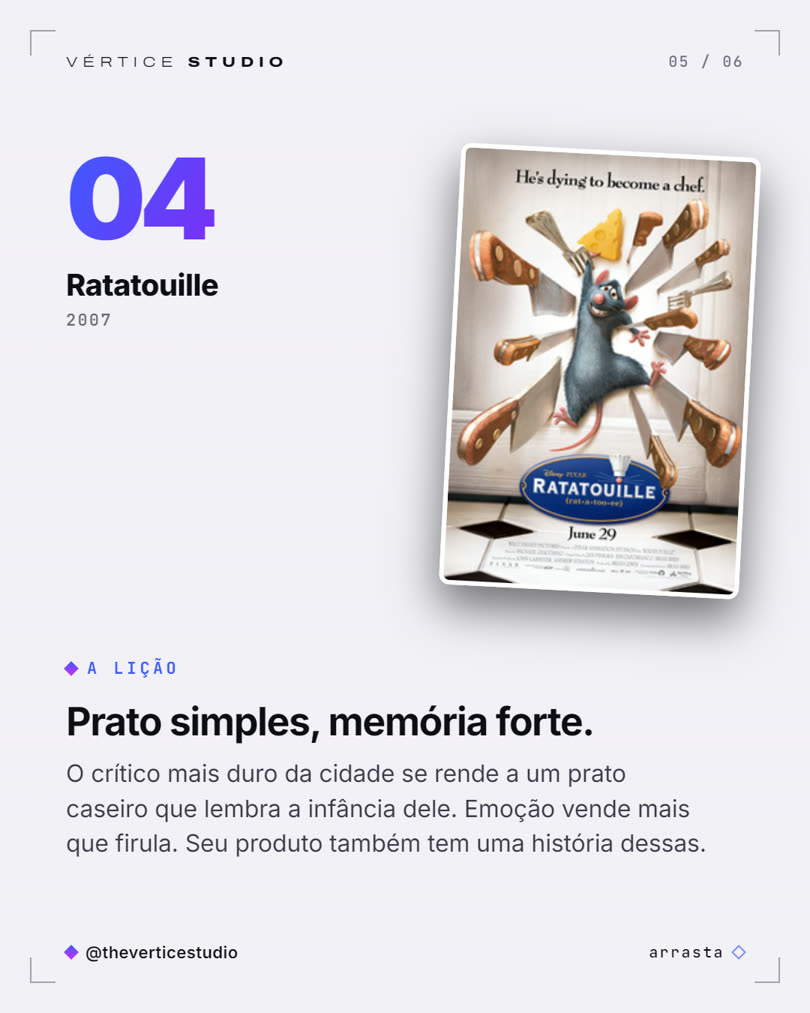 VÉRTICE STUDIO
05 / 06
04
Ratatouille
2007
He's dying to become a chef.
Disney PIXAR
RATATOUILLE
(rat•a•too•ee)
June 29
A LIÇÃO
Prato simples, memória forte.
O crítico mais duro da cidade se rende a um prato
caseiro que lembra a infância dele. Emoção vende mais
que firula. Seu produto também tem uma história dessas.
@theverticestudio
arrasta